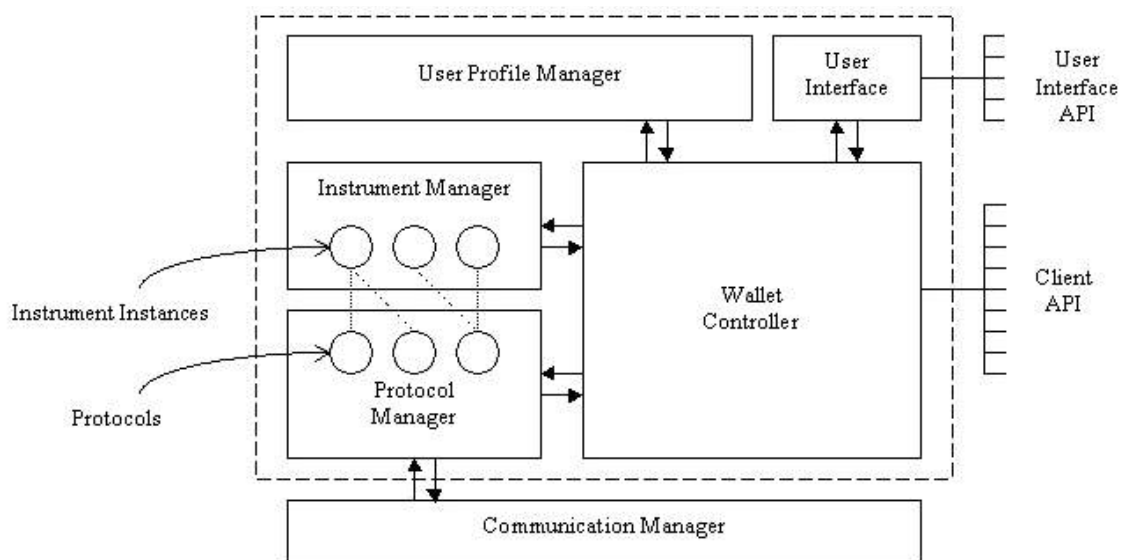 User Profile Manager
User
Interface
User
Interface
API
Instrument Manager
Instrument Instances
Wallet
Controller
Client
API
Protocols
Protocol
Manager
Communication Manager